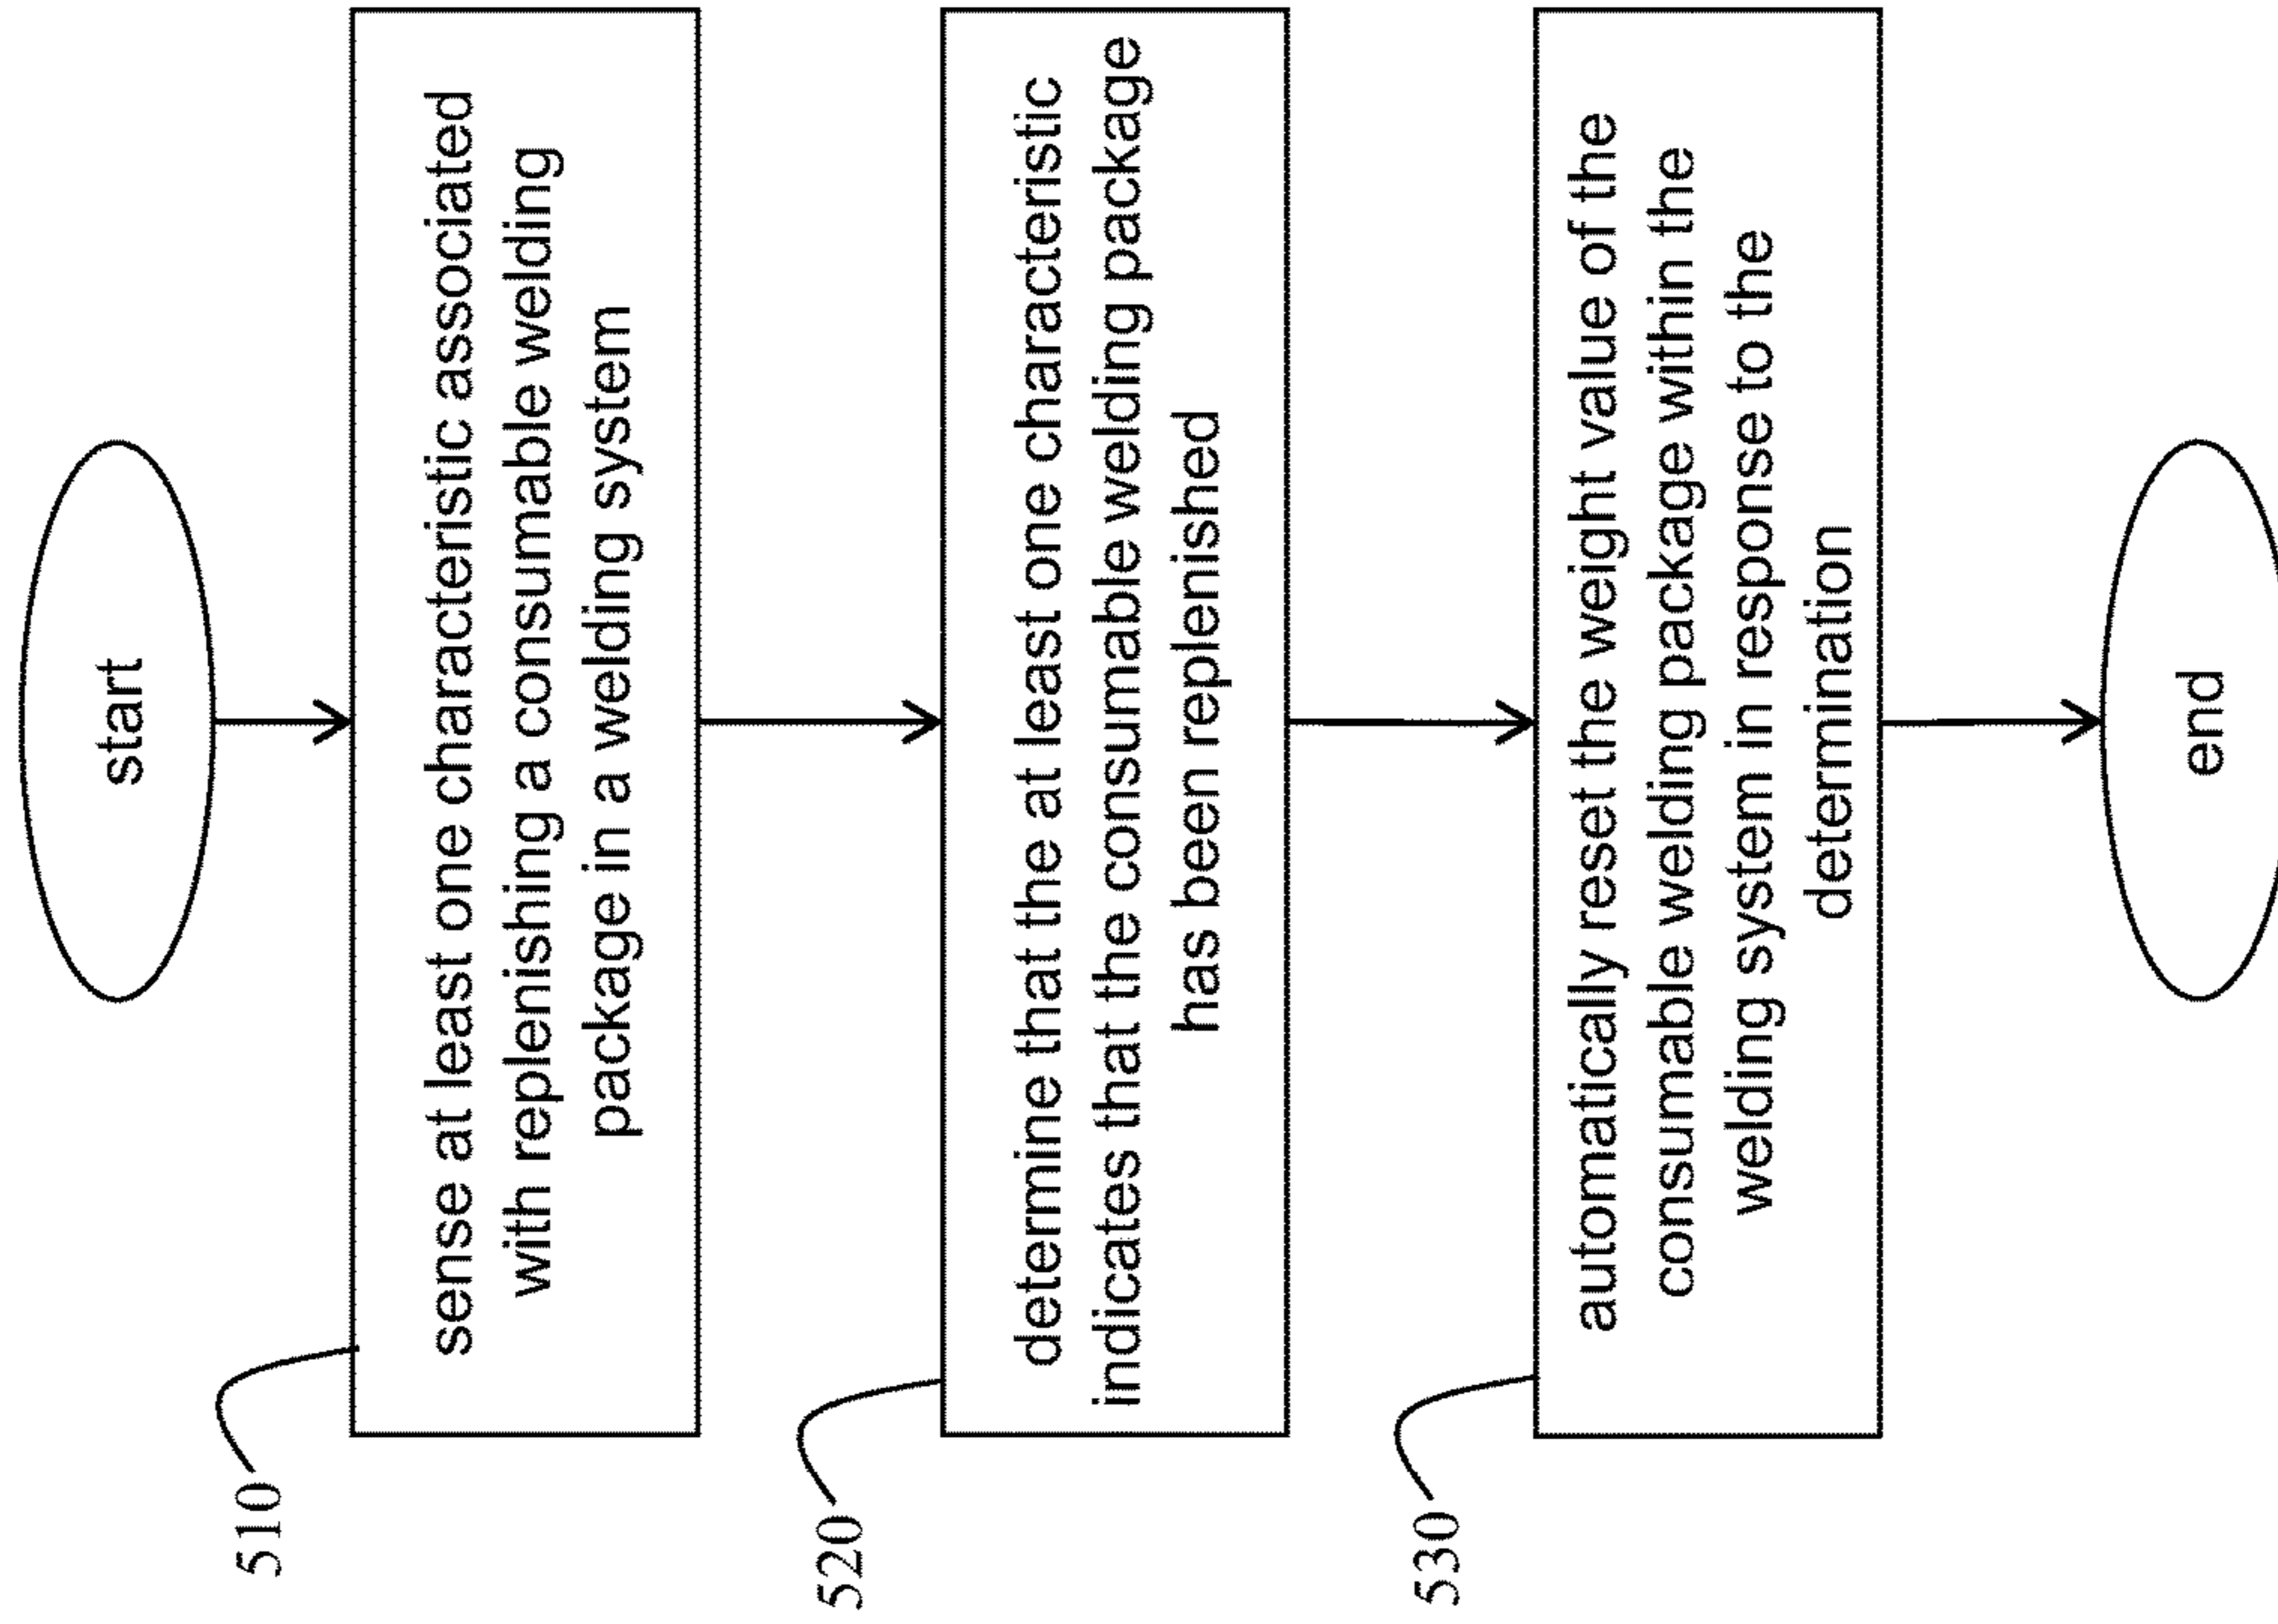 start
510
sense at least one characteristic associated
with replenishing a consumable welding
package in a welding system
520
determine that the at least one characteristic
indicates that the consumable welding package
has been replenished
530
automatically reset the weight value of the
consumable welding package within the
welding system in response to the
determination
end